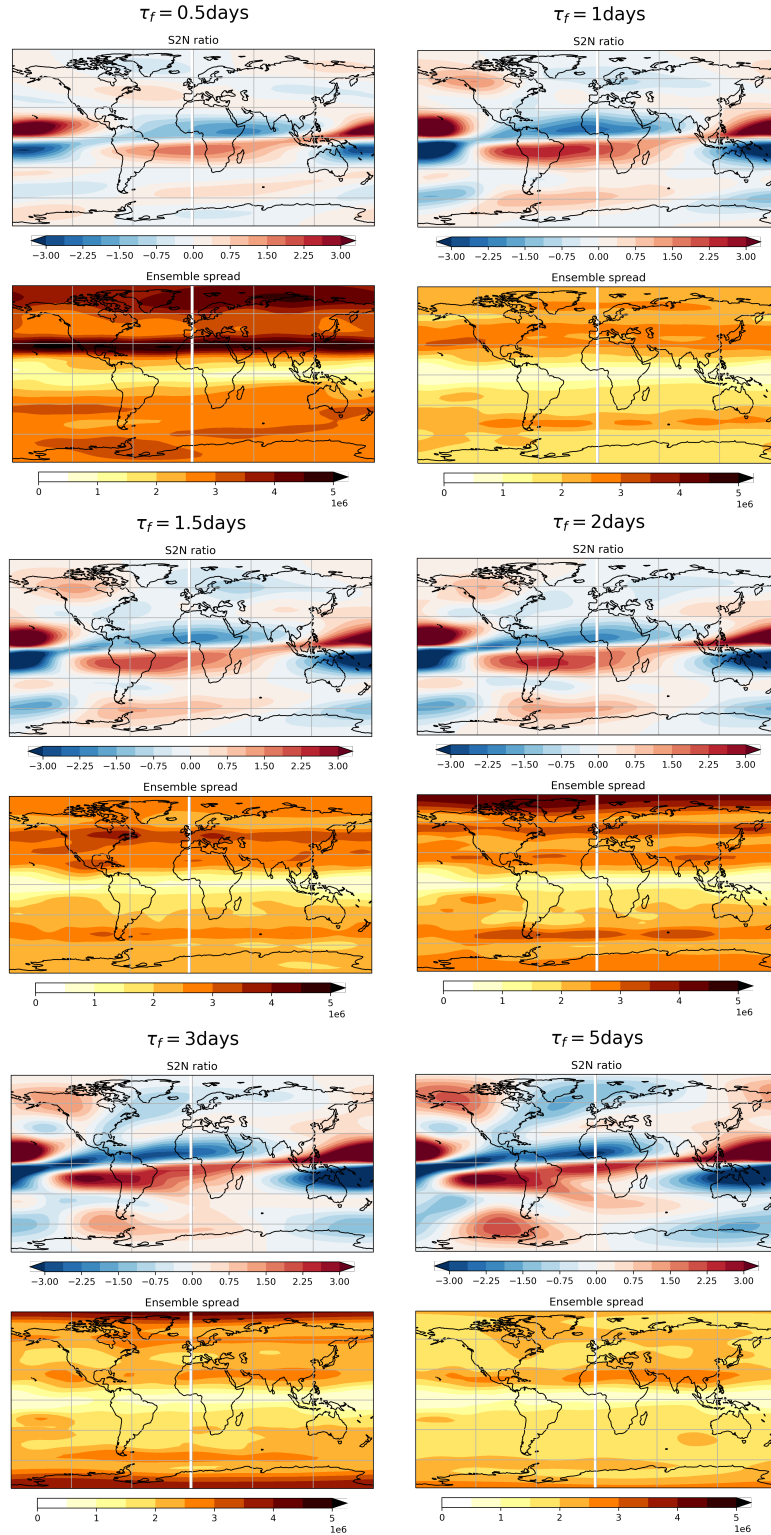 τf = 0.5days
S2N ratio
−3.00 −2.25 −1.50 −0.75 0.00 0.75 1.50 2.25 3.00
Ensemble spread
0 1 2 3 4 5
1e6
τf = 1days
S2N ratio
−3.00 −2.25 −1.50 −0.75 0.00 0.75 1.50 2.25 3.00
Ensemble spread
0 1 2 3 4 5
1e6
τf = 1.5days
S2N ratio
−3.00 −2.25 −1.50 −0.75 0.00 0.75 1.50 2.25 3.00
Ensemble spread
0 1 2 3 4 5
1e6
τf = 2days
S2N ratio
−3.00 −2.25 −1.50 −0.75 0.00 0.75 1.50 2.25 3.00
Ensemble spread
0 1 2 3 4 5
1e6
τf = 3days
S2N ratio
−3.00 −2.25 −1.50 −0.75 0.00 0.75 1.50 2.25 3.00
Ensemble spread
0 1 2 3 4 5
1e6
τf = 5days
S2N ratio
−3.00 −2.25 −1.50 −0.75 0.00 0.75 1.50 2.25 3.00
Ensemble spread
0 1 2 3 4 5
1e6